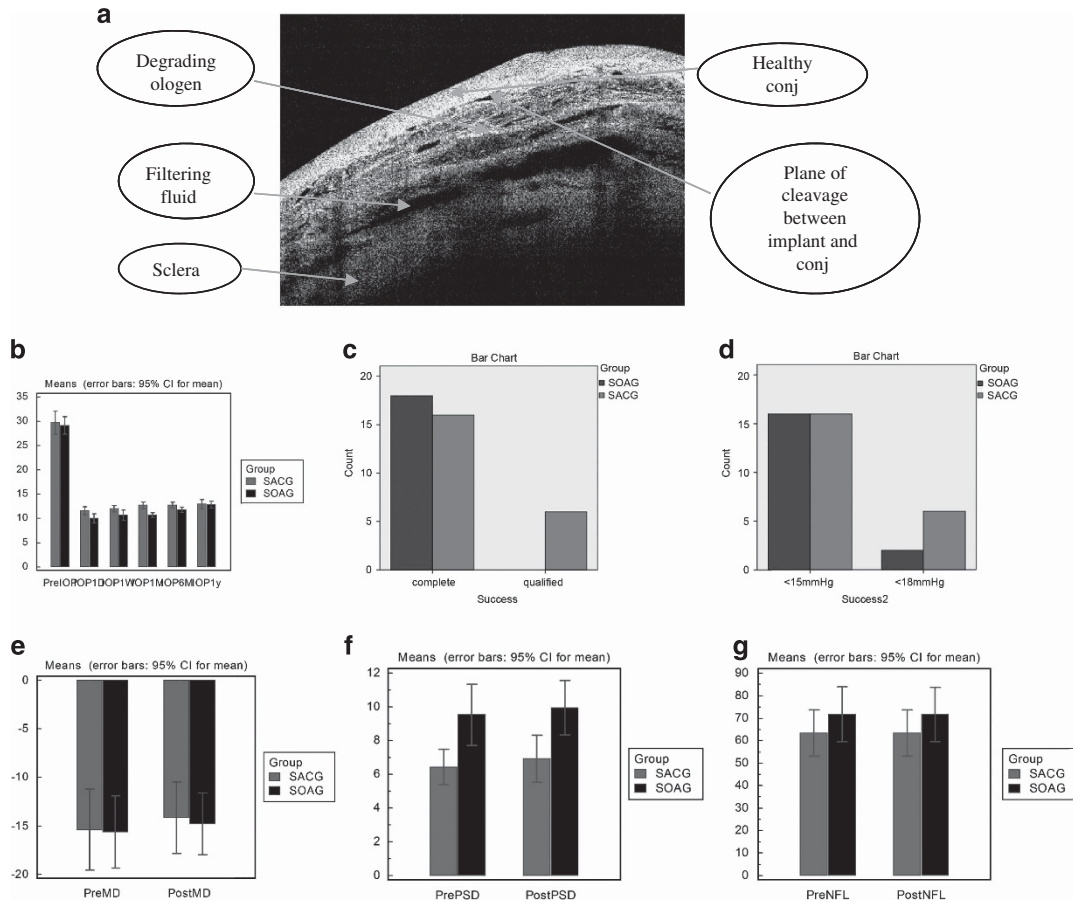 a
Degrading
ologen
Healthy
conj
Filtering
fluid
Plane of
cleavage
between
implant and
conj
Sclera
b
Means (error bars: 95% CI for mean)
35
30
25
20
15
10
5
0
PreIOP
Group
SACG
SOAG
c
Bar Chart
20
15
10
5
0
Count
complete
qualified
Success
Group
SOAG
SACG
d
Bar Chart
20
15
10
5
0
Count
<15mmHg
<18mmHg
Success2
Group
SOAG
SACG
e
Means (error bars: 95% CI for mean)
0
-5
-10
-15
-20
PreMD
PostMD
Group
SACG
SOAG
f
Means (error bars: 95% CI for mean)
12
10
8
6
4
2
0
PrePSD
PostPSD
Group
SACG
SOAG
g
Means (error bars: 95% CI for mean)
90
80
70
60
50
40
30
20
10
0
PreNFL
PostNFL
Group
SACG
SOAG